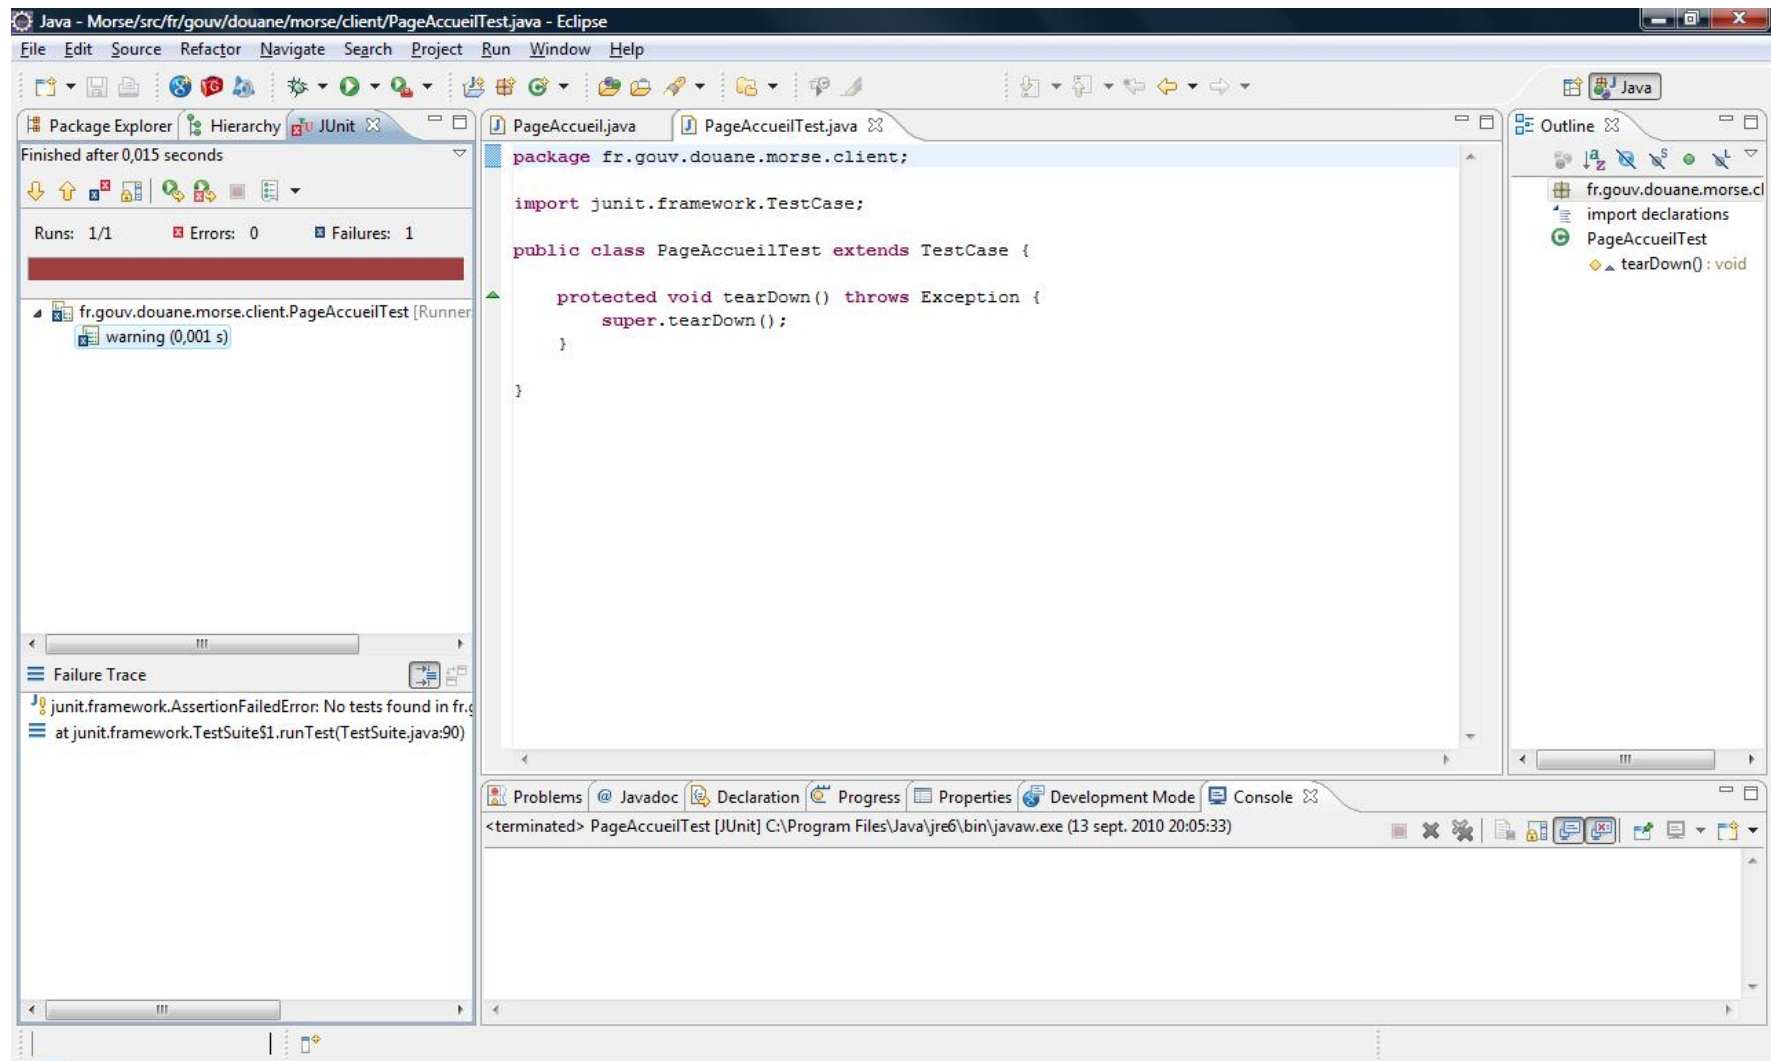 Java - Morse/src/fr/gouv/douane/morse/client/PageAccueilTest.java - Eclipse
File Edit Source Refactor Navigate Search Project Run Window Help
Java
Package Explorer Hierarchy JUnit
Finished after 0,015 seconds
Runs: 1/1 Errors: 0 Failures: 1
fr.gouv.douane.morse.client.PageAccueilTest [Runner
warning (0,001 s)
Failure Trace
junit.framework.AssertionFailedError: No tests found in fr.g
at junit.framework.TestSuite$1.runTest(TestSuite.java:90)
PageAccueil.java PageAccueilTest.java
package fr.gouv.douane.morse.client;
import junit.framework.TestCase;
public class PageAccueilTest extends TestCase {
protected void tearDown() throws Exception {
super.tearDown();
}
}
Outline
fr.gouv.douane.morse.cl
import declarations
PageAccueilTest
tearDown() : void
Problems Javadoc Declaration Progress Properties Development Mode Console
<terminated> PageAccueilTest [JUnit] C:\Program Files\Java\jre6\bin\javaw.exe (13 sept. 2010 20:05:33)